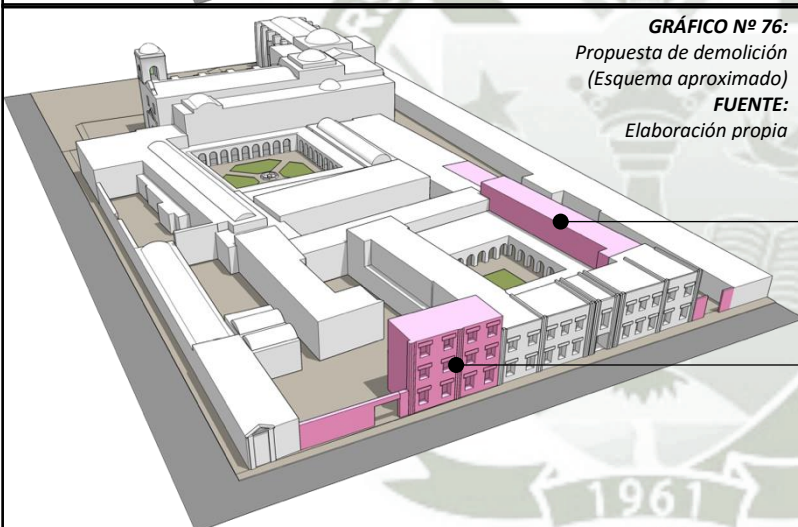 GRÁFICO Nº 76:
Propuesta de demolición
(Esquema aproximado)
FUENTE:
Elaboración propia
1961